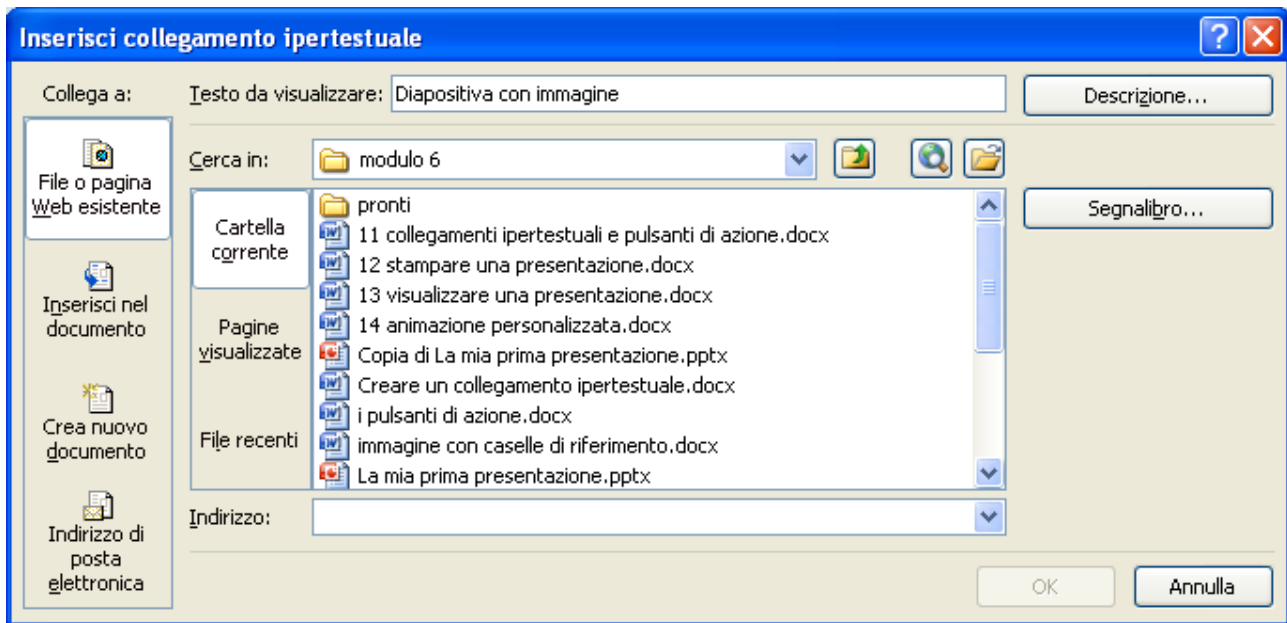 Inserisci collegamento ipertestuale
Collega a:
Testo da visualizzare: Diapositiva con immagine
Descrizione...
File o pagina
Web esistente
Inserisci nel
documento
Crea nuovo
documento
Indirizzo di
posta
elettronica
Cerca in: modulo 6
Cartella
corrente
Pagine
visualizzate
File recenti
pronti
11 collegamenti ipertestuali e pulsanti di azione.docx
12 stampare una presentazione.docx
13 visualizzare una presentazione.docx
14 animazione personalizzata.docx
Copia di La mia prima presentazione.pptx
Creare un collegamento ipertestuale.docx
i pulsanti di azione.docx
immagine con caselle di riferimento.docx
La mia prima presentazione.pptx
Segnalibro...
Indirizzo:
OK
Annulla